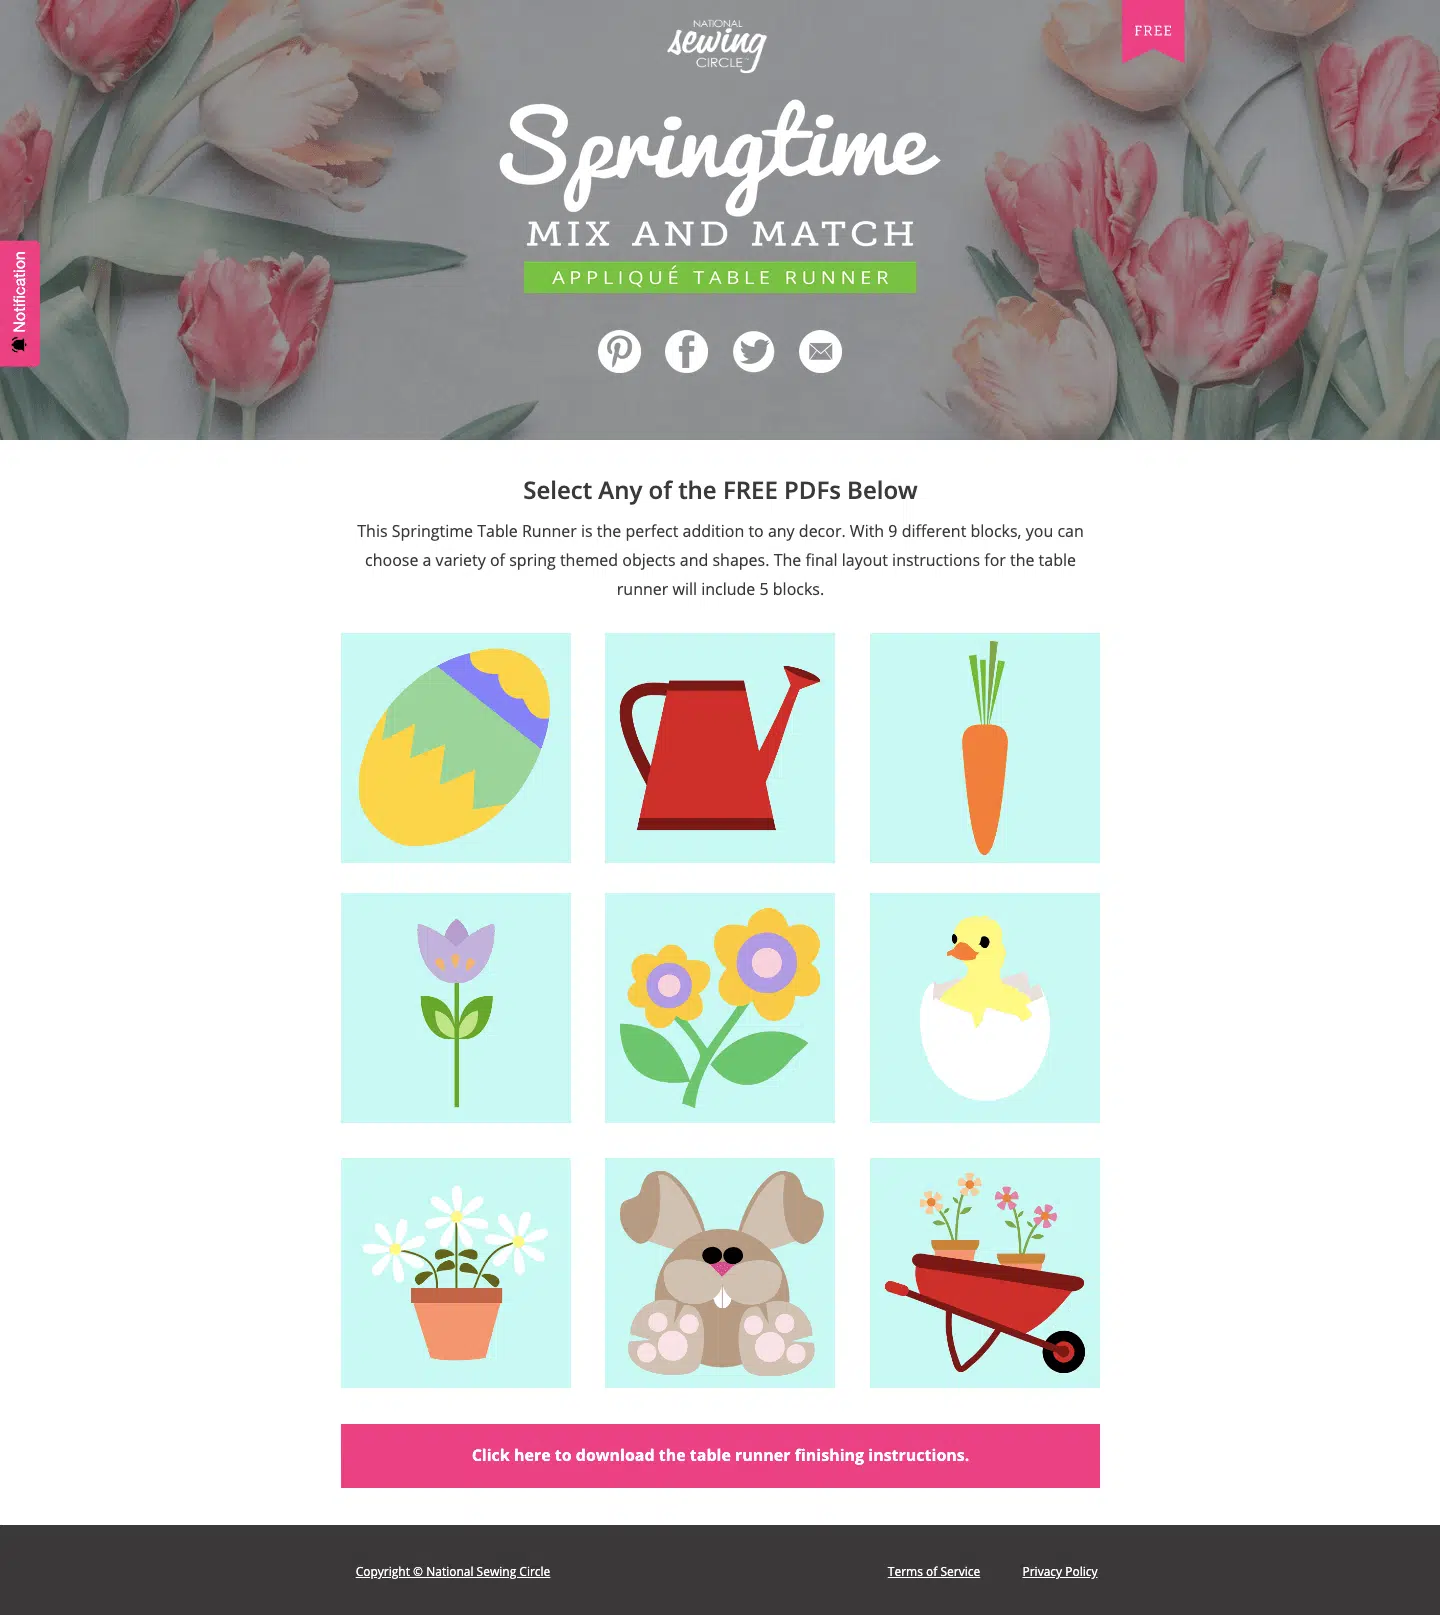 NATIONAL
sewing
CIRCLE
FREE
Springtime
MIX AND MATCH
APPLIQUÉ TABLE RUNNER
Notification
Select Any of the FREE PDFs Below
This Springtime Table Runner is the perfect addition to any decor. With 9 different blocks, you can
choose a variety of spring themed objects and shapes. The final layout instructions for the table
runner will include 5 blocks.
Click here to download the table runner finishing instructions.
Copyright © National Sewing Circle
Terms of Service
Privacy Policy